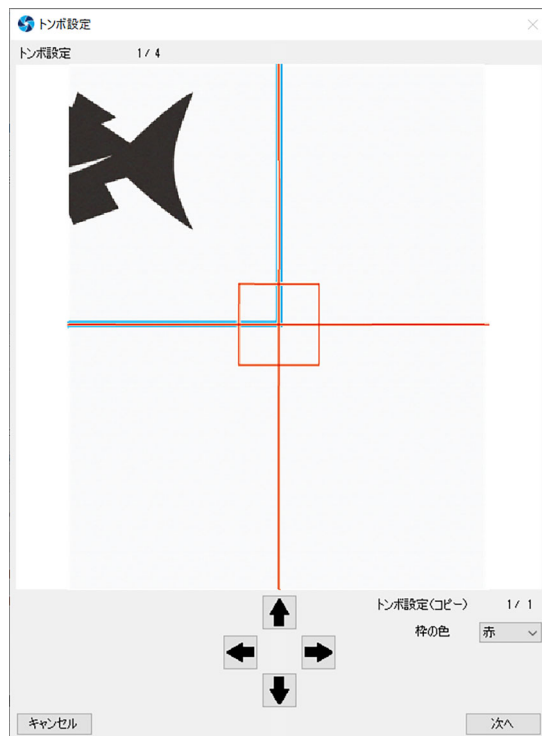 トンボ設定
トンボ設定 1/ 4
トンボ設定(コピー) 1/ 1
枠の色 赤
キャンセル 次へ